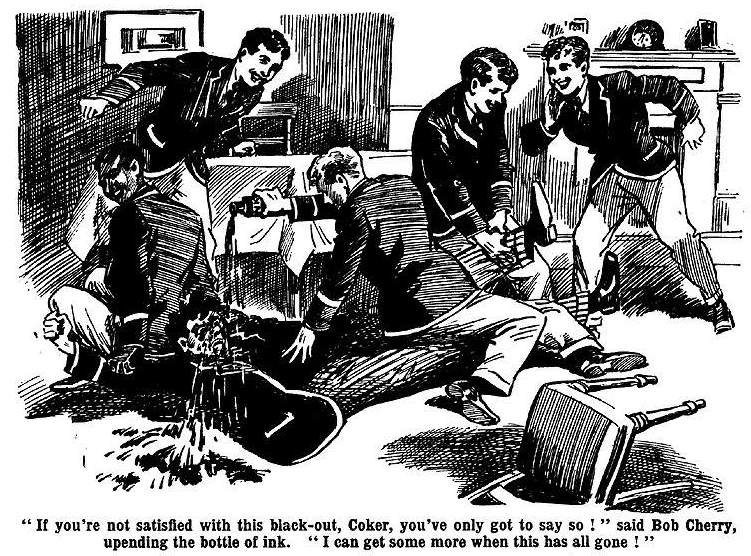 " If you're not satisfied with this black-out, Coker, you've only got to say so ! " said Bob Cherry,
upending the bottle of ink. " I can get some more when this has all gone ! "